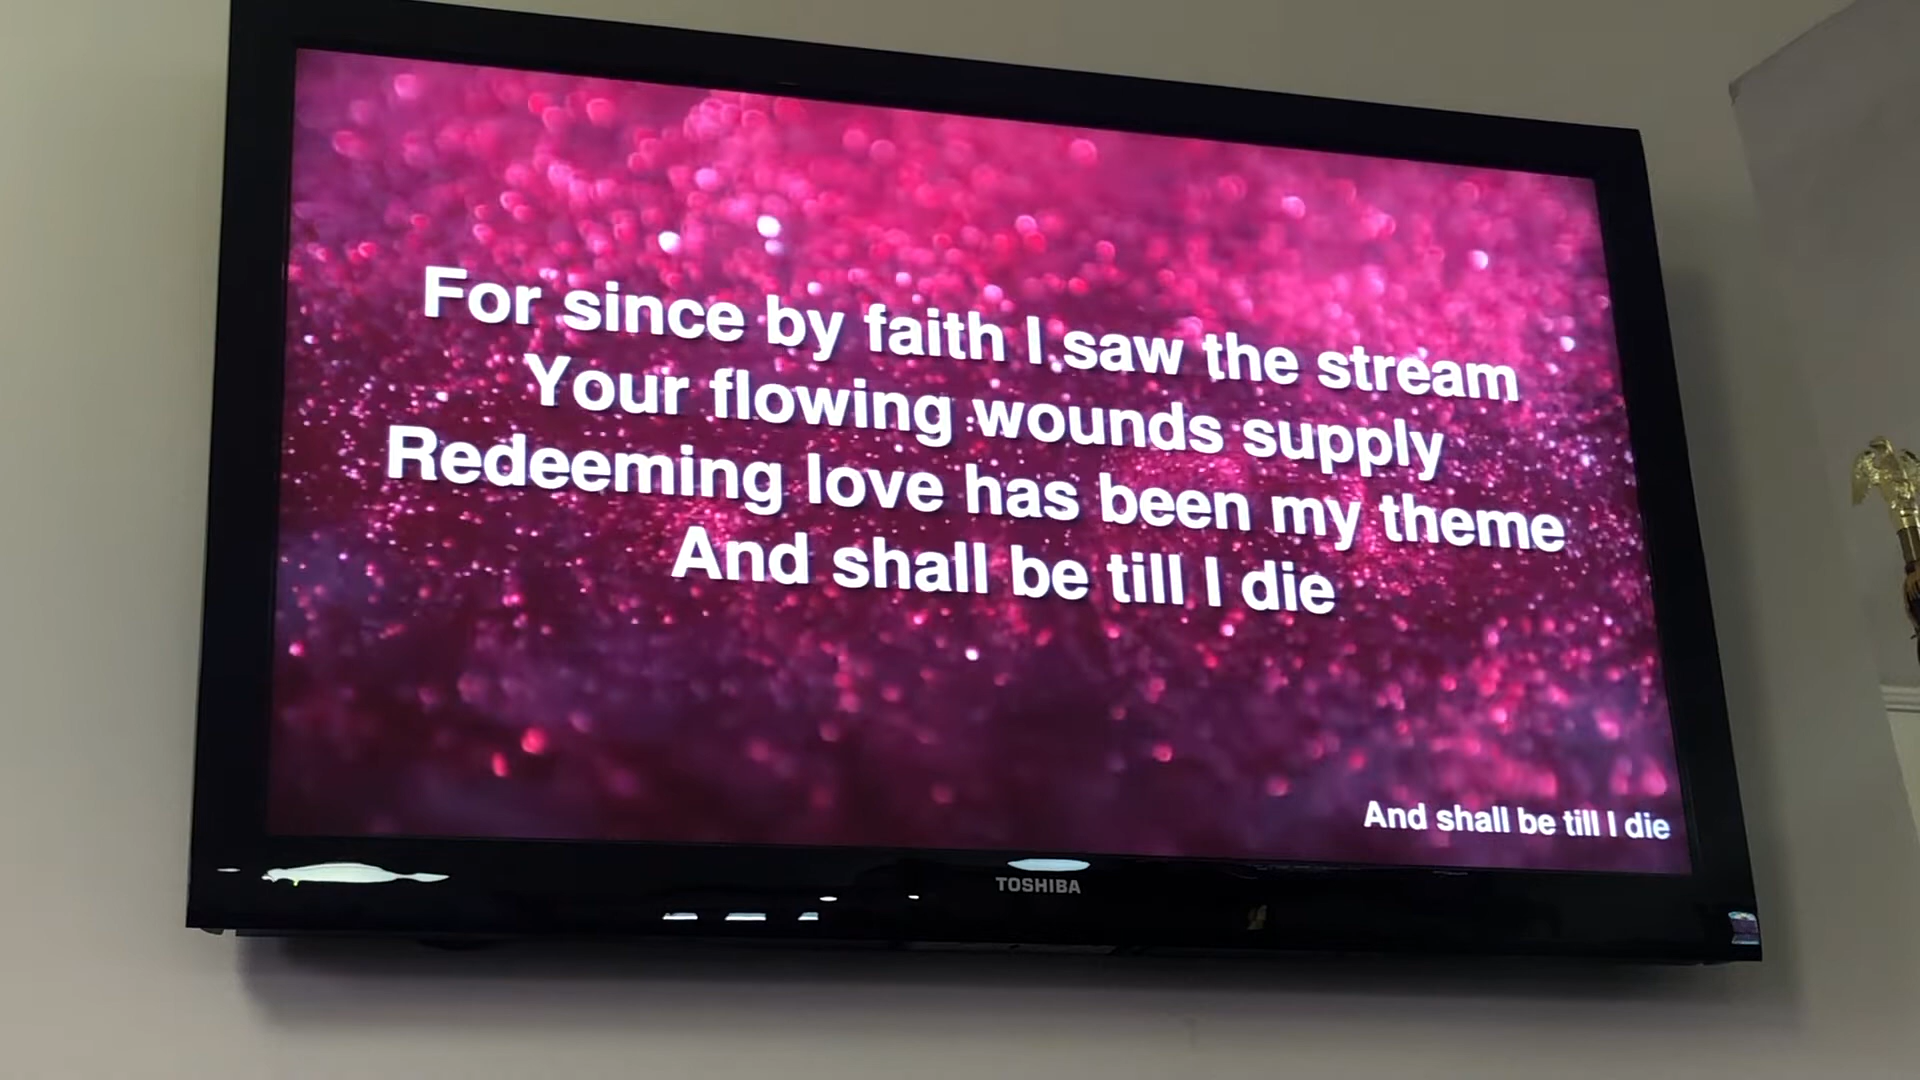 For since by faith I saw the stream
Your flowing wounds supply
Redeeming love has been my theme
And shall be till I die
And shall be till I die
TOSHIBA